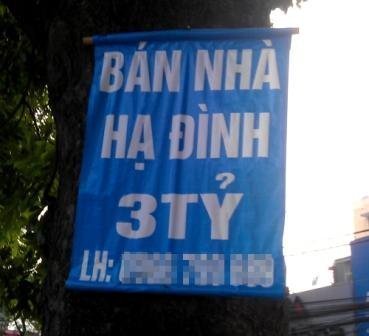 BÁN NHÀ
HẠ ĐÌNH
3TỶ
LH: